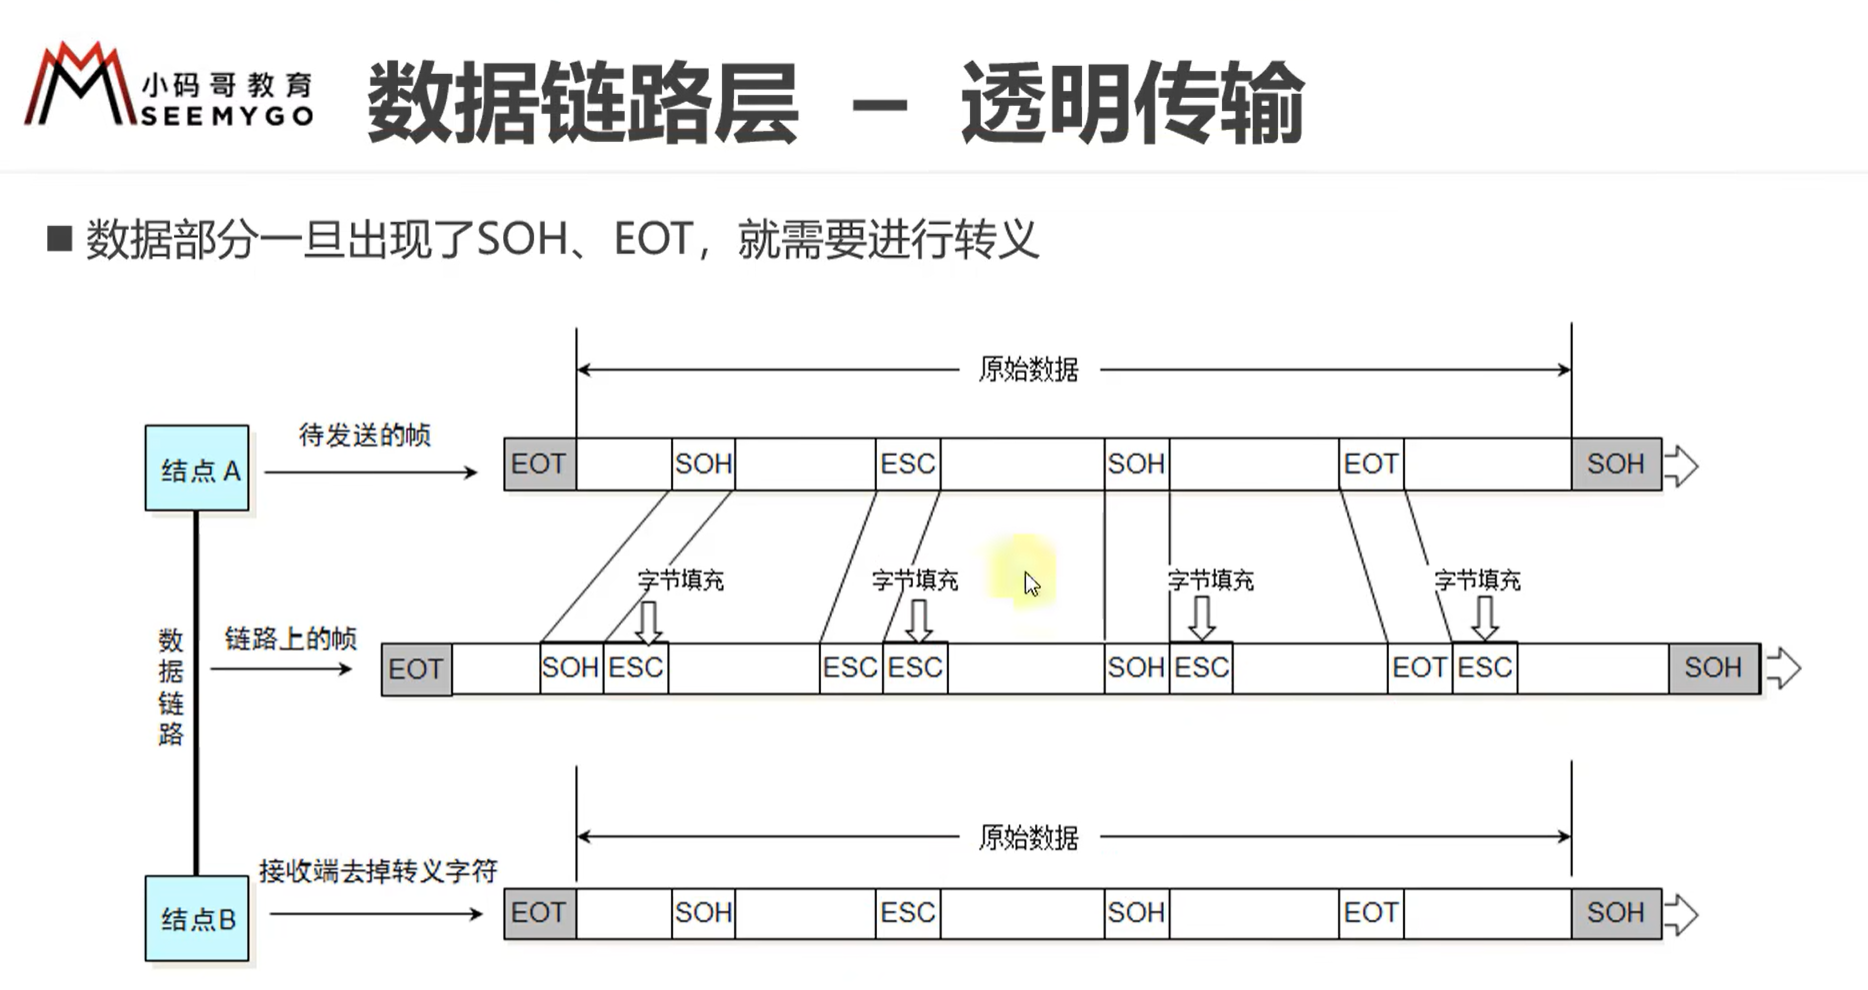 小码哥教育
SEEMYGO
数据链路层 – 透明传输
■ 数据部分一旦出现了SOH、EOT，就需要进行转义
原始数据
结点 A
待发送的帧
EOT SOH ESC SOH EOT SOH
字节填充 字节填充 字节填充 字节填充
数据链路
链路上的帧
EOT SOH ESC ESC ESC SOH ESC EOT ESC SOH
原始数据
接收端去掉转义字符
结点B
EOT SOH ESC SOH EOT SOH